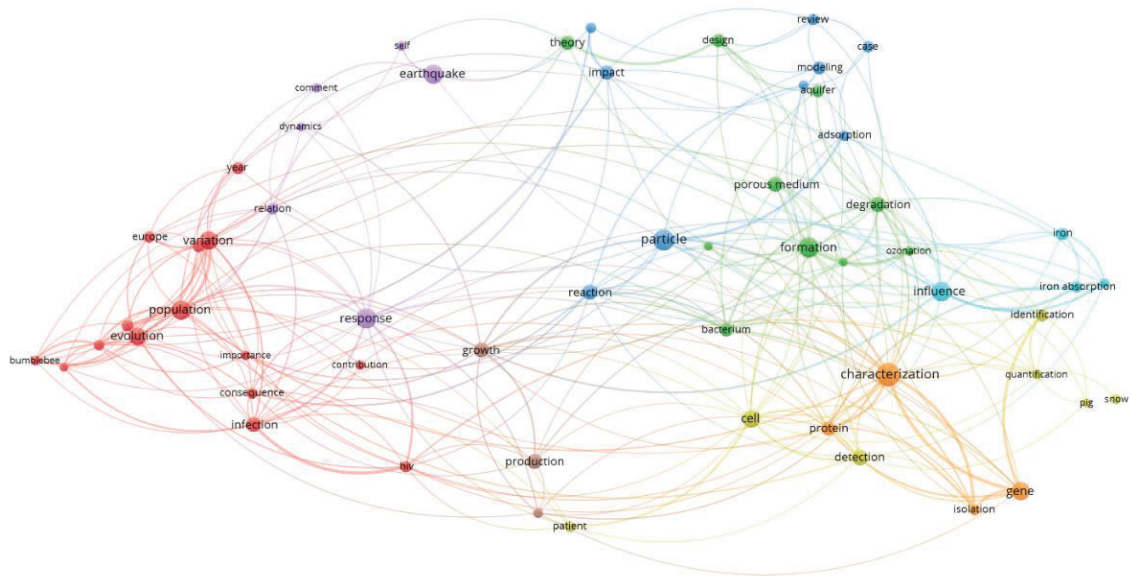 review
self
theory
design
case
earthquake
impact
modeling
comment
aquifer
dynamics
adsorption
year
porous medium
degradation
relation
europe
variation
particle
formation
ozonation
iron
reaction
influence
iron absorption
population
response
identification
evolution
bacterium
growth
bumblebee
importance
contribution
characterization
quantification
consequence
pig
snow
infection
cell
protein
hiv
production
detection
gene
isolation
patient